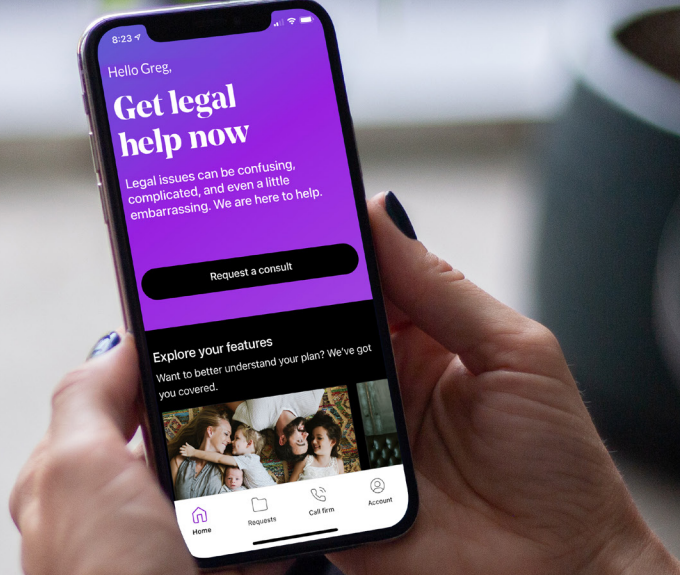 8:23
Hello Greg,
Get legal
help now
Legal issues can be confusing,
complicated, and even a little
embarrassing. We are here to help.
Request a consult
Explore your features
Want to better understand your plan? We've got
you covered.
Home
Requests
Call firm
Account